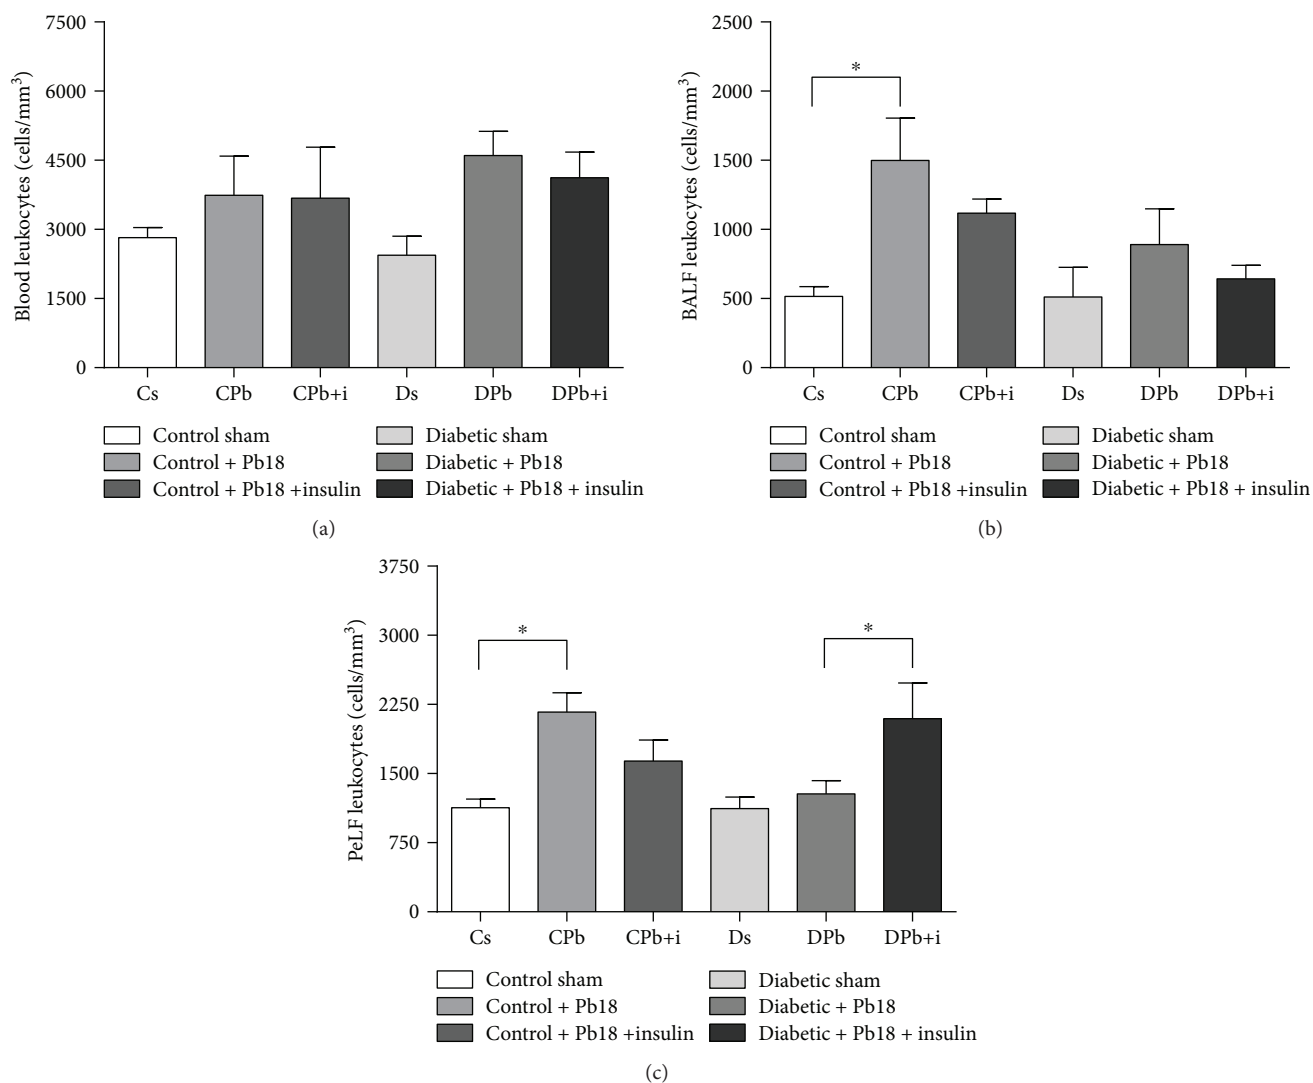 7500
6000
4500
3000
1500
0
Blood leukocytes (cells/mm³)
Cs CPb CPb+i Ds DPb DPb+i
Control sham Diabetic sham
Control + Pb18 Diabetic + Pb18
Control + Pb18 +insulin Diabetic + Pb18 + insulin
(a)
2500
2000
1500
1000
500
0
BALF leukocytes (cells/mm³)
*
Cs CPb CPb+i Ds DPb DPb+i
Control sham Diabetic sham
Control + Pb18 Diabetic + Pb18
Control + Pb18 +insulin Diabetic + Pb18 + insulin
(b)
3750
3000
2250
1500
750
0
PeLF leukocytes (cells/mm³)
* *
Cs CPb CPb+i Ds DPb DPb+i
Control sham Diabetic sham
Control + Pb18 Diabetic + Pb18
Control + Pb18 +insulin Diabetic + Pb18 + insulin
(c)